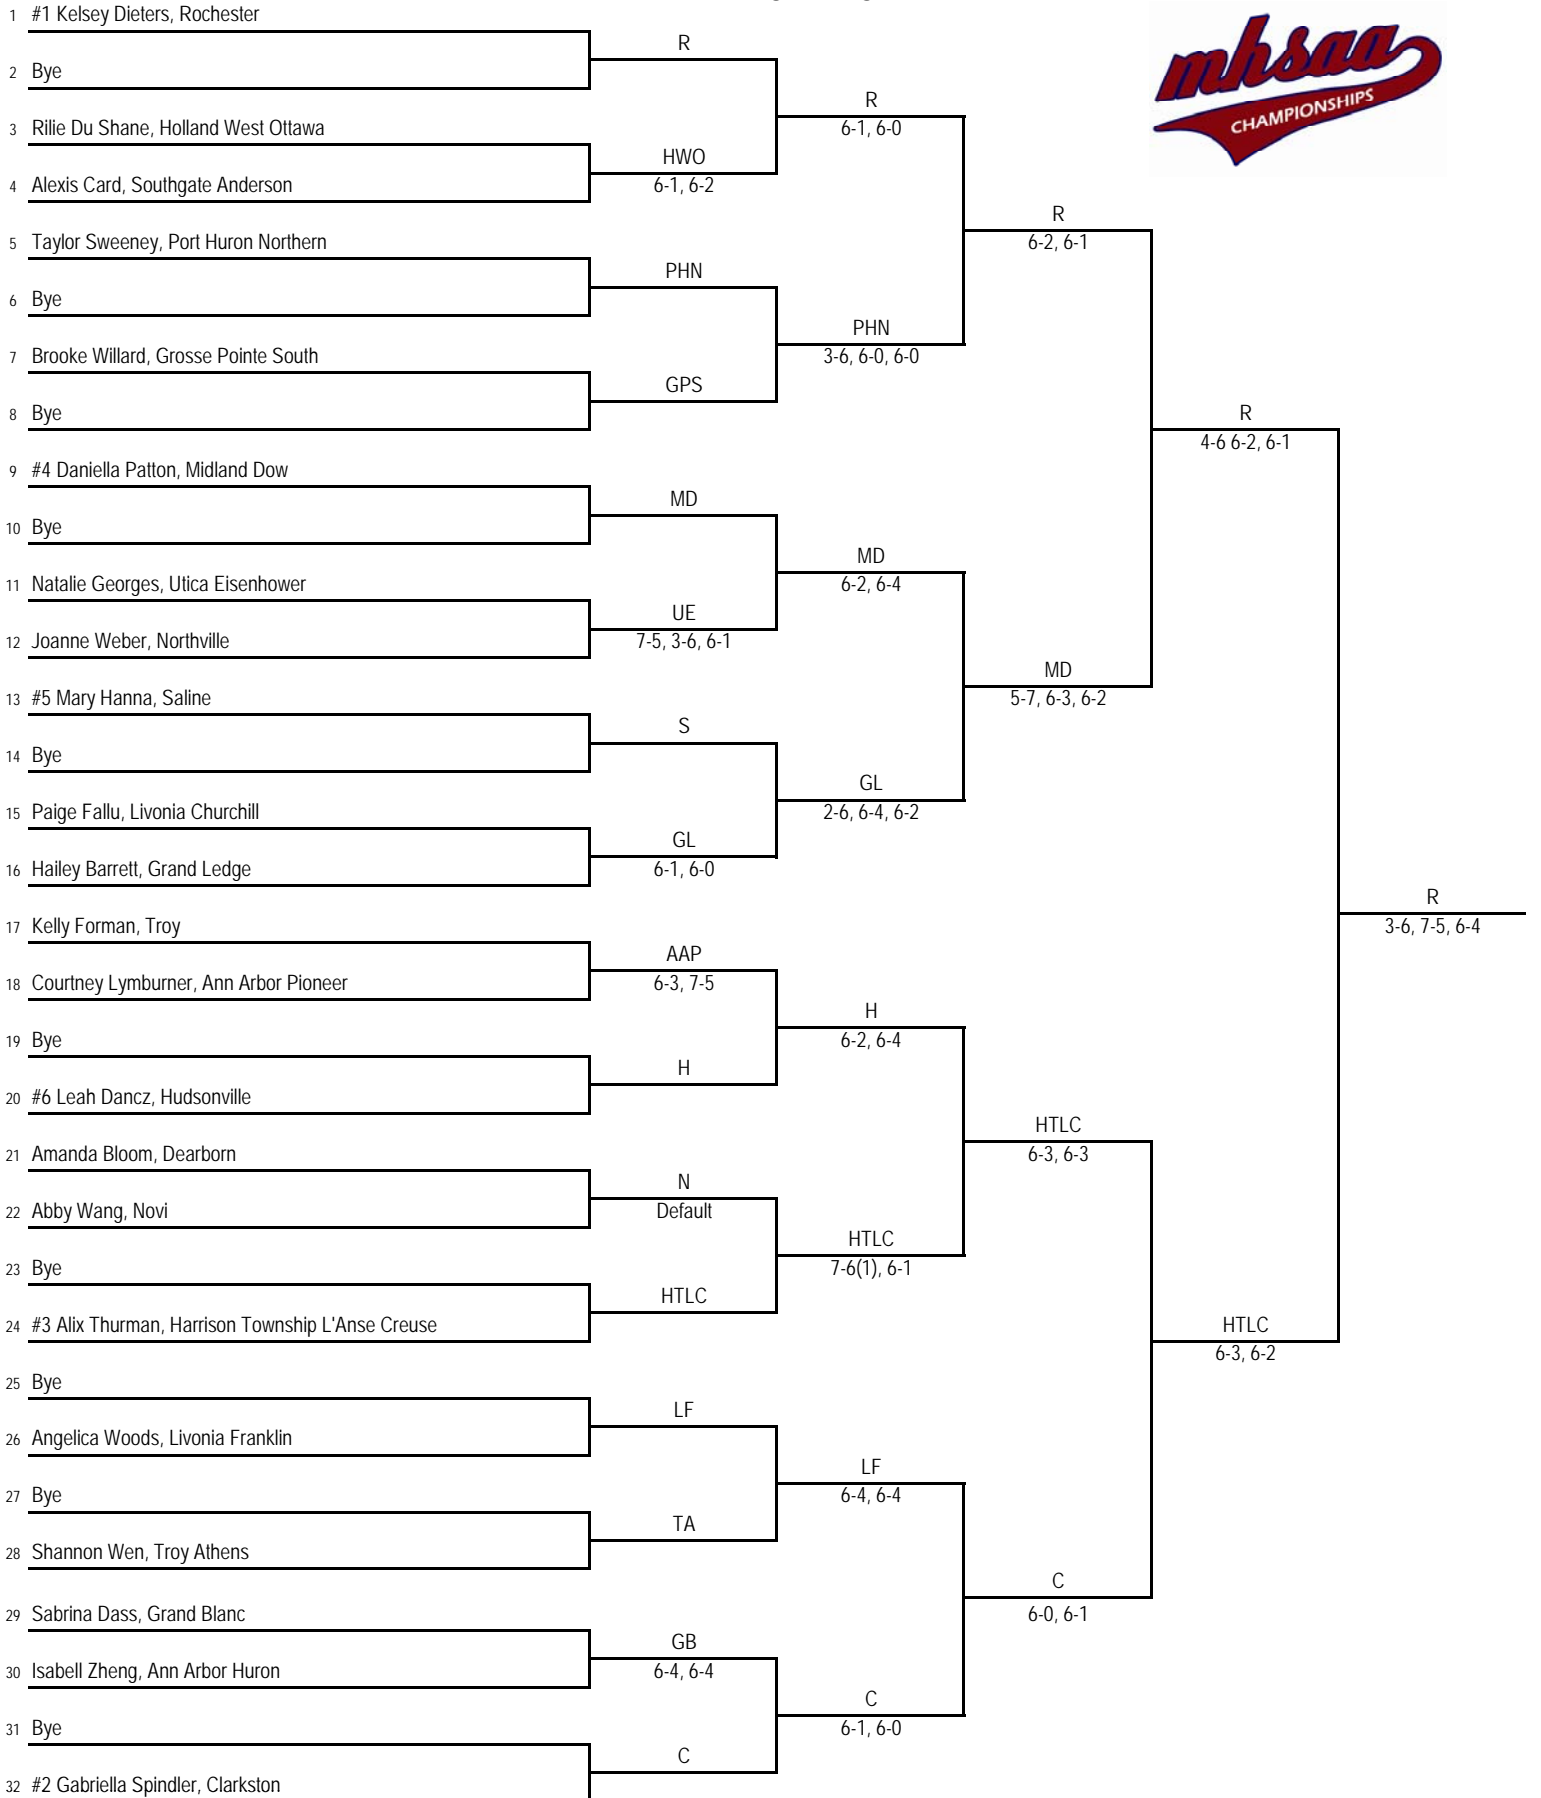 1 #1 Kelsey Dieters, Rochester
R
2 Bye
R
6-1, 6-0
3 Rilie Du Shane, Holland West Ottawa
HWO
6-1, 6-2
4 Alexis Card, Southgate Anderson
R
6-2, 6-1
5 Taylor Sweeney, Port Huron Northern
PHN
6 Bye
PHN
3-6, 6-0, 6-0
7 Brooke Willard, Grosse Pointe South
GPS
8 Bye
R
4-6 6-2, 6-1
9 #4 Daniella Patton, Midland Dow
MD
10 Bye
MD
6-2, 6-4
11 Natalie Georges, Utica Eisenhower
UE
7-5, 3-6, 6-1
12 Joanne Weber, Northville
MD
5-7, 6-3, 6-2
13 #5 Mary Hanna, Saline
S
14 Bye
GL
2-6, 6-4, 6-2
15 Paige Fallu, Livonia Churchill
GL
6-1, 6-0
16 Hailey Barrett, Grand Ledge
R
3-6, 7-5, 6-4
17 Kelly Forman, Troy
AAP
6-3, 7-5
18 Courtney Lymburner, Ann Arbor Pioneer
H
6-2, 6-4
19 Bye
H
20 #6 Leah Dancz, Hudsonville
HTLC
6-3, 6-3
21 Amanda Bloom, Dearborn
N
Default
22 Abby Wang, Novi
HTLC
7-6(1), 6-1
23 Bye
HTLC
24 #3 Alix Thurman, Harrison Township L'Anse Creuse
HTLC
6-3, 6-2
25 Bye
LF
26 Angelica Woods, Livonia Franklin
LF
6-4, 6-4
27 Bye
TA
28 Shannon Wen, Troy Athens
C
6-0, 6-1
29 Sabrina Dass, Grand Blanc
GB
6-4, 6-4
30 Isabell Zheng, Ann Arbor Huron
C
6-1, 6-0
31 Bye
C
32 #2 Gabriella Spindler, Clarkston
mhsaa
CHAMPIONSHIPS